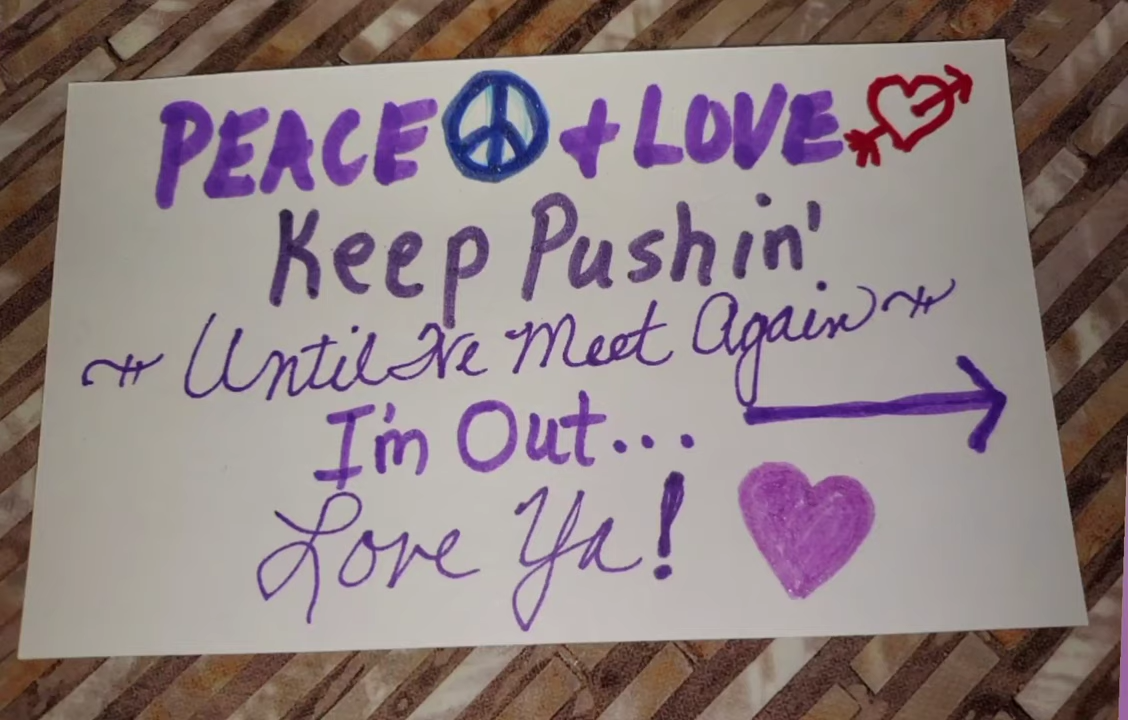 PEACE + LOVE
Keep Pushin'
Until We Meet Again
I'm Out...
Love Ya!